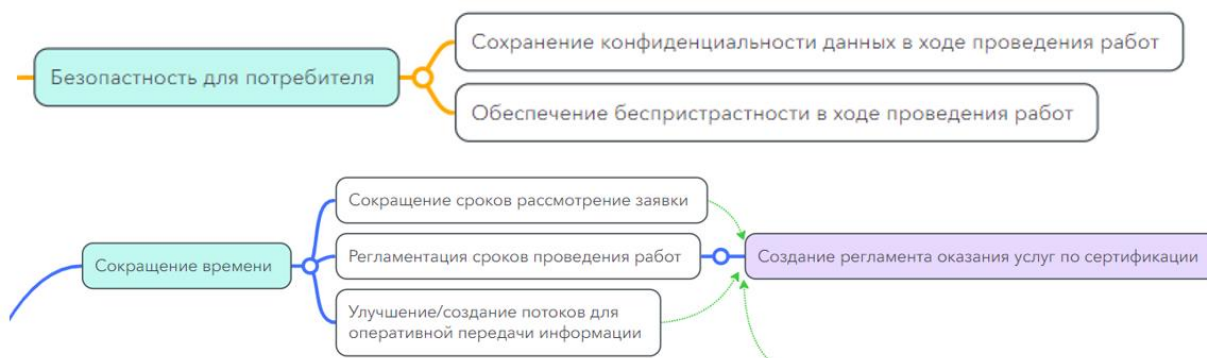 Сохранение конфиденциальности данных в ходе проведения работ
Безопастность для потребителя
Обеспечение беспристрастности в ходе проведения работ
Сокращение сроков рассмотрение заявки
Сокращение времени
Регламентация сроков проведения работ
Создание регламента оказания услуг по сертификации
Улучшение/создание потоков для
оперативной передачи информации